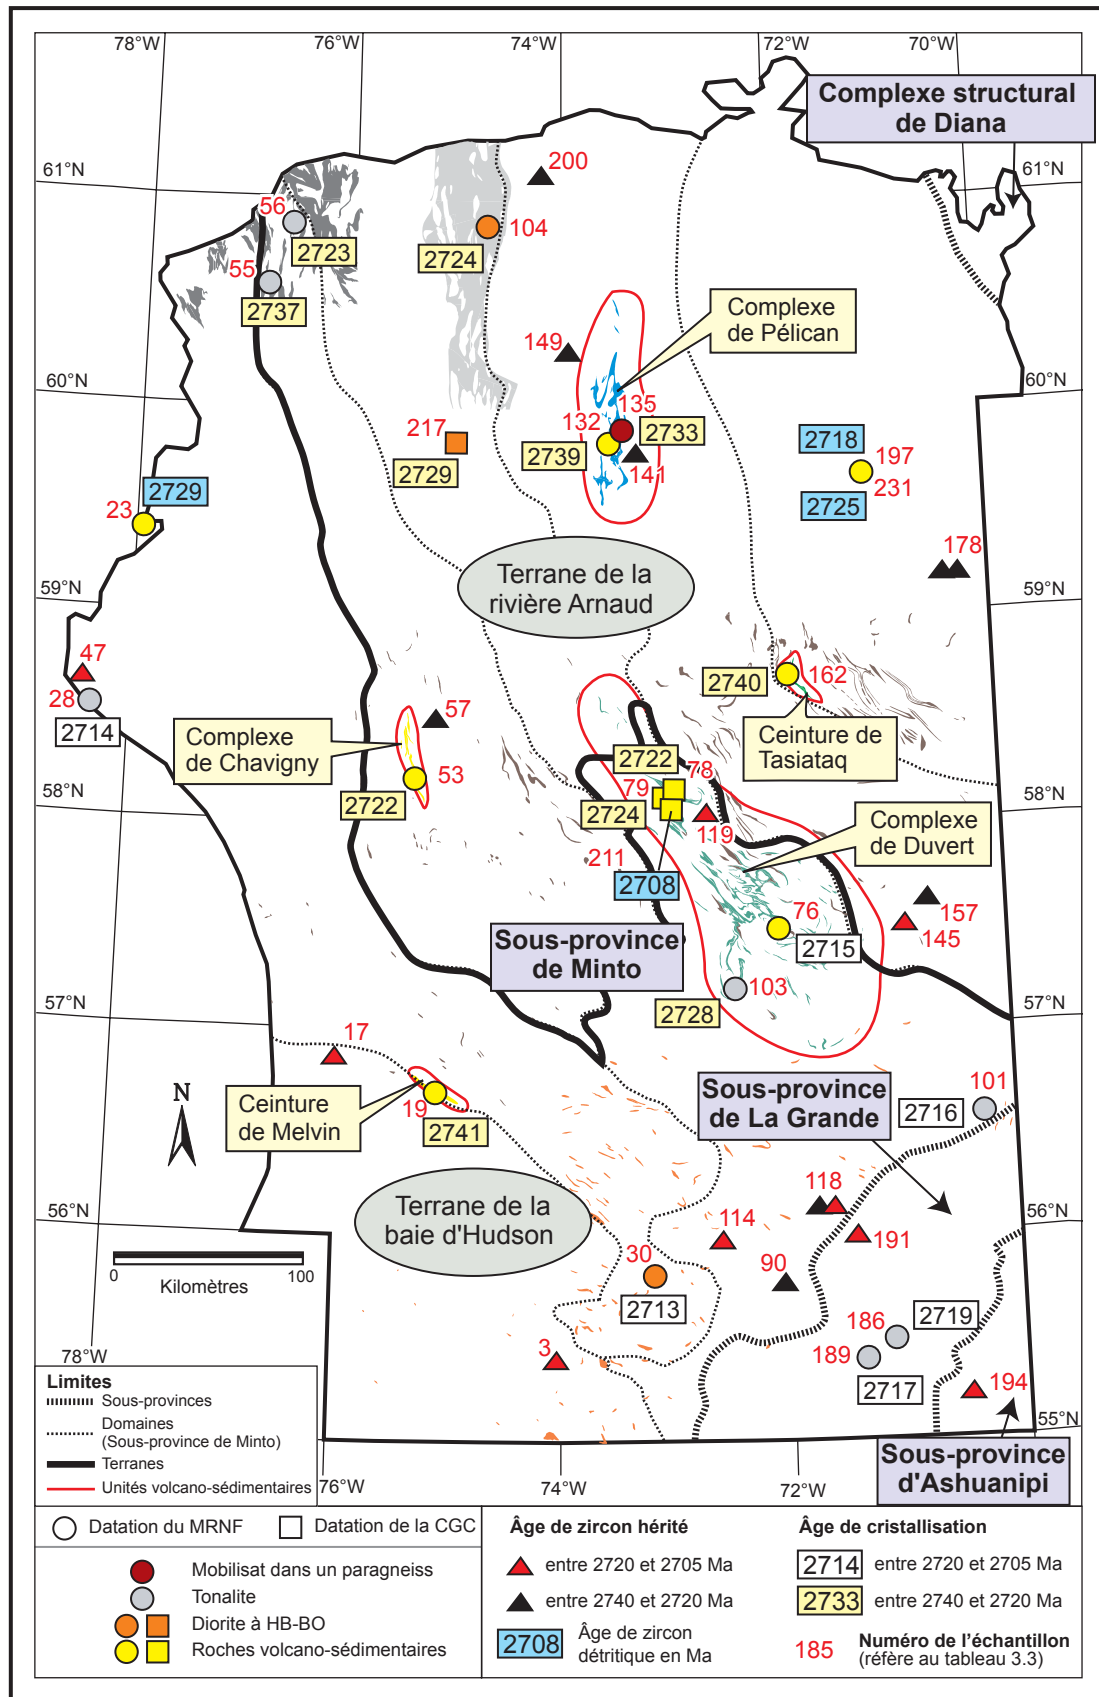 78°W
76°W
74°W
72°W
70°W
Complexe structural
de Diana
61°N
200
61°N
56
104
2723
2724
55
2737
Complexe
de Pélican
149
60°N
60°N
135
217
132
2733
2718
2739
197
2729
141
231
2729
2725
23
178
59°N
Terrane de la
rivière Arnaud
59°N
47
162
2740
28
2714
57
Complexe
de Chavigny
Ceinture de
Tasiataq
2722
78
53
79
58°N
58°N
2722
2724
119
Complexe
de Duvert
211
2708
76
157
145
Sous-province
de Minto
2715
103
2728
57°N
57°N
17
Sous-province
de La Grande
101
N
Ceinture
de Melvin
19
2716
2741
118
Terrane de la
baie d'Hudson
56°N
56°N
114
191
30
90
0
100
Kilomètres
2713
2719
186
189
3
78°W
2717
194
55°N
Limites
Sous-provinces
Domaines
(Sous-province de Minto)
Terranes
Unités volcano-sédimentaires
76°W
74°W
72°W
Sous-province
d'Ashuanipi
Datation du MRNF
Datation de la CGC
Mobilisat dans un paragneiss
Tonalite
Diorite à HB-BO
Roches volcano-sédimentaires
Âge de zircon hérité
entre 2720 et 2705 Ma
entre 2740 et 2720 Ma
2708
Âge de zircon
détritique en Ma
Âge de cristallisation
2714 entre 2720 et 2705 Ma
2733 entre 2740 et 2720 Ma
185 Numéro de l'échantillon
(réfère au tableau 3.3)